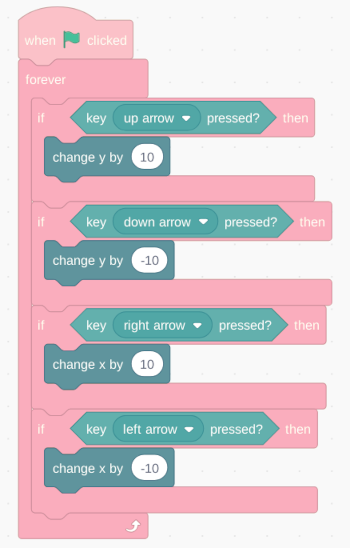 when clicked
forever
if key up arrow pressed? then
change y by 10
if key down arrow pressed? then
change y by -10
if key right arrow pressed? then
change x by 10
if key left arrow pressed? then
change x by -10